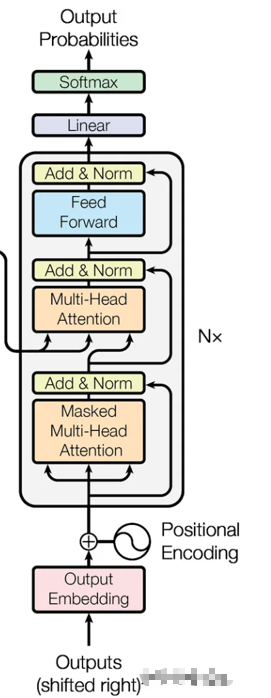 Output
Probabilities
Softmax
Linear
Add & Norm
Feed
Forward
Add & Norm
Multi-Head
Attention
N×
Add & Norm
Masked
Multi-Head
Attention
Positional
Encoding
Output
Embedding
Outputs
(shifted right)